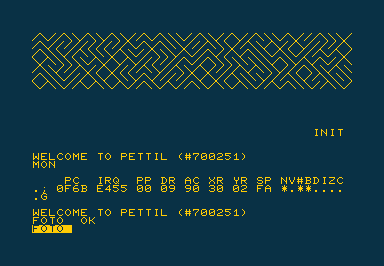 INIT
WELCOME TO PETTIL (#700251)
MON
PC IRQ PP DR AC XR YR SP NV#BDIZC
.; 0F6B E455 00 09 90 30 02 FA *.**....
.G
WELCOME TO PETTIL (#700251)
FOTO OK
FOTO